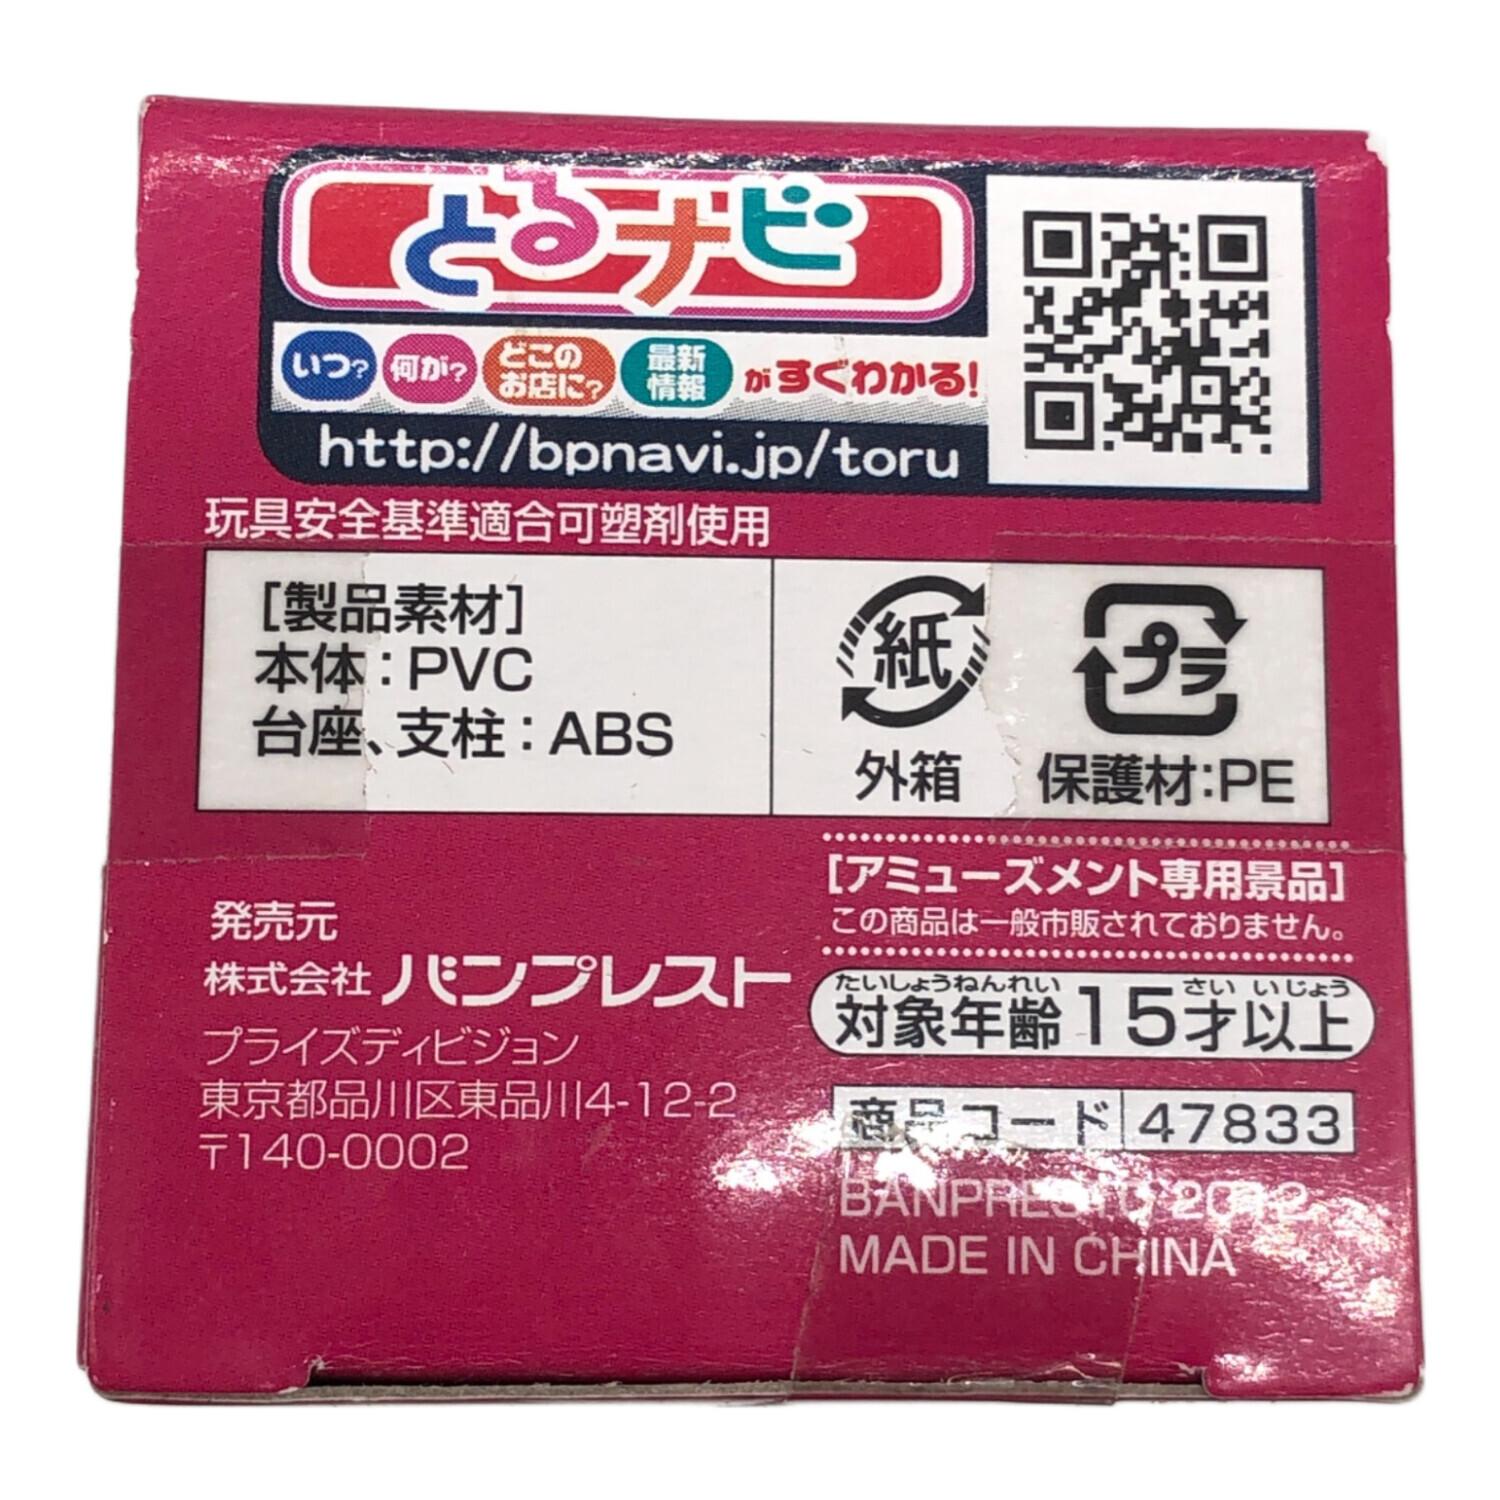 とるナビ
いつ? 何が? どこのお店に? 最新情報 がすぐわかる!
http://bpnavi.jp/toru
玩具安全基準適合可塑剤使用
[製品素材]
本体:PVC
台座、支柱:ABS
紙
外箱
プラ
保護材:PE
[アミューズメント専用景品]
この商品は一般市販されておりません。
発売元
株式会社 バンプレスト
プライズディビジョン
東京都品川区東品川4-12-2
〒140-0002
たいしょうねんれい さい いじょう
対象年齢15才以上
商品コード 47833
BANPRESTO 2012
MADE IN CHINA